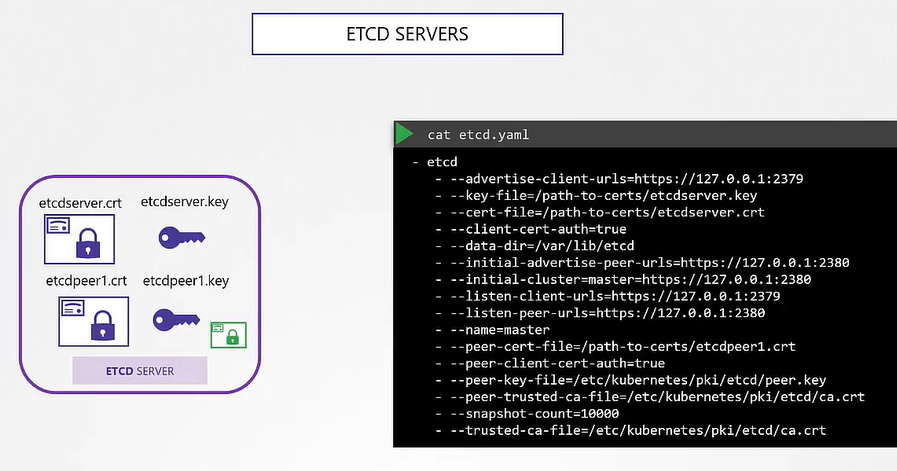 ETCD SERVERS
etcdserver.crt etcdserver.key
etcdpeer1.crt etcdpeer1.key
ETCD SERVER
cat etcd.yaml
- etcd
- --advertise-client-urls=https://127.0.0.1:2379
- --key-file=/path-to-certs/etcdserver.key
- --cert-file=/path-to-certs/etcdserver.crt
- --client-cert-auth=true
- --data-dir=/var/lib/etcd
- --initial-advertise-peer-urls=https://127.0.0.1:2380
- --initial-cluster=master=https://127.0.0.1:2380
- --listen-client-urls=https://127.0.0.1:2379
- --listen-peer-urls=https://127.0.0.1:2380
- --name=master
- --peer-cert-file=/path-to-certs/etcdpeer1.crt
- --peer-client-cert-auth=true
- --peer-key-file=/etc/kubernetes/pki/etcd/peer.key
- --peer-trusted-ca-file=/etc/kubernetes/pki/etcd/ca.crt
- --snapshot-count=10000
- --trusted-ca-file=/etc/kubernetes/pki/etcd/ca.crt